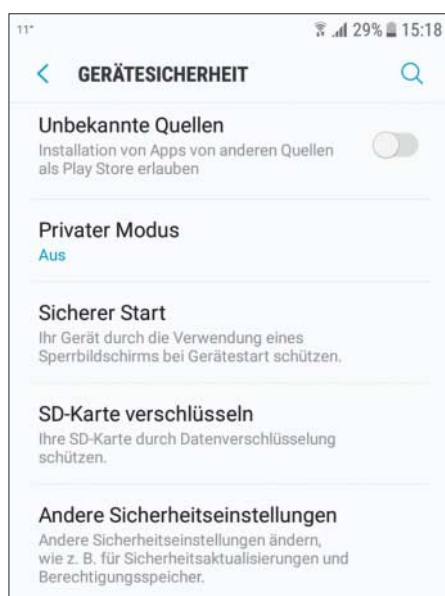 11°
29% 15:18
GERÄTESICHERHEIT
Unbekannte Quellen
Installation von Apps von anderen Quellen
als Play Store erlauben
Privater Modus
Aus
Sicherer Start
Ihr Gerät durch die Verwendung eines
Sperrbildschirms bei Gerätestart schützen.
SD-Karte verschlüsseln
Ihre SD-Karte durch Datenverschlüsselung
schützen.
Andere Sicherheitseinstellungen
Andere Sicherheitseinstellungen ändern,
wie z. B. für Sicherheitsaktualisierungen und
Berechtigungsspeicher.